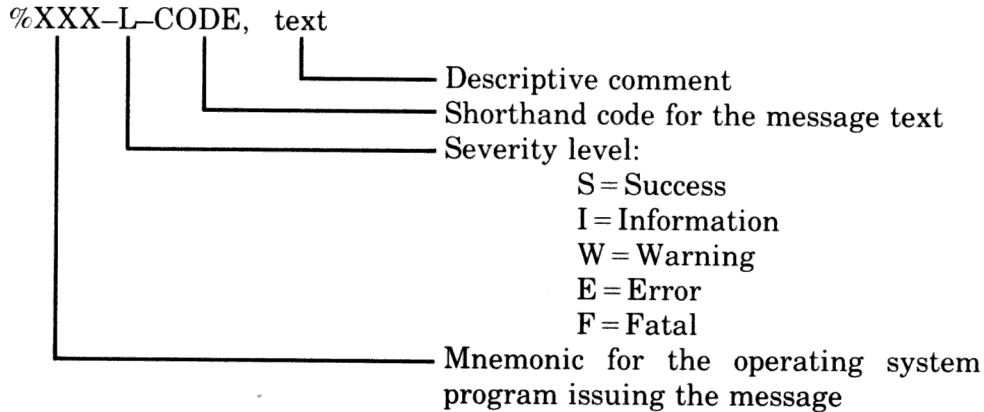 %XXX–L–CODE, text
Descriptive comment
Shorthand code for the message text
Severity level:
S = Success
I = Information
W = Warning
E = Error
F = Fatal
Mnemonic for the operating system
program issuing the message